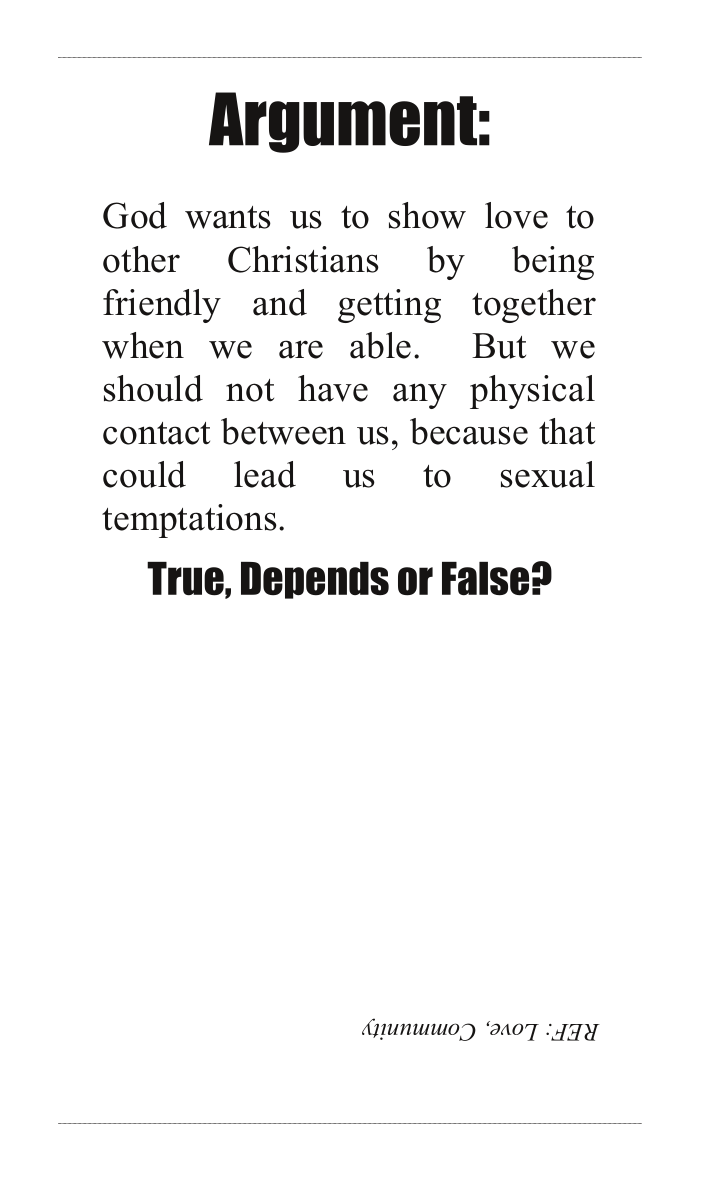 Argument:
God wants us to show love to
other Christians by being
friendly and getting together
when we are able. But we
should not have any physical
contact between us, because that
could lead us to sexual
temptations.
True, Depends or False?
REF: Love, Community